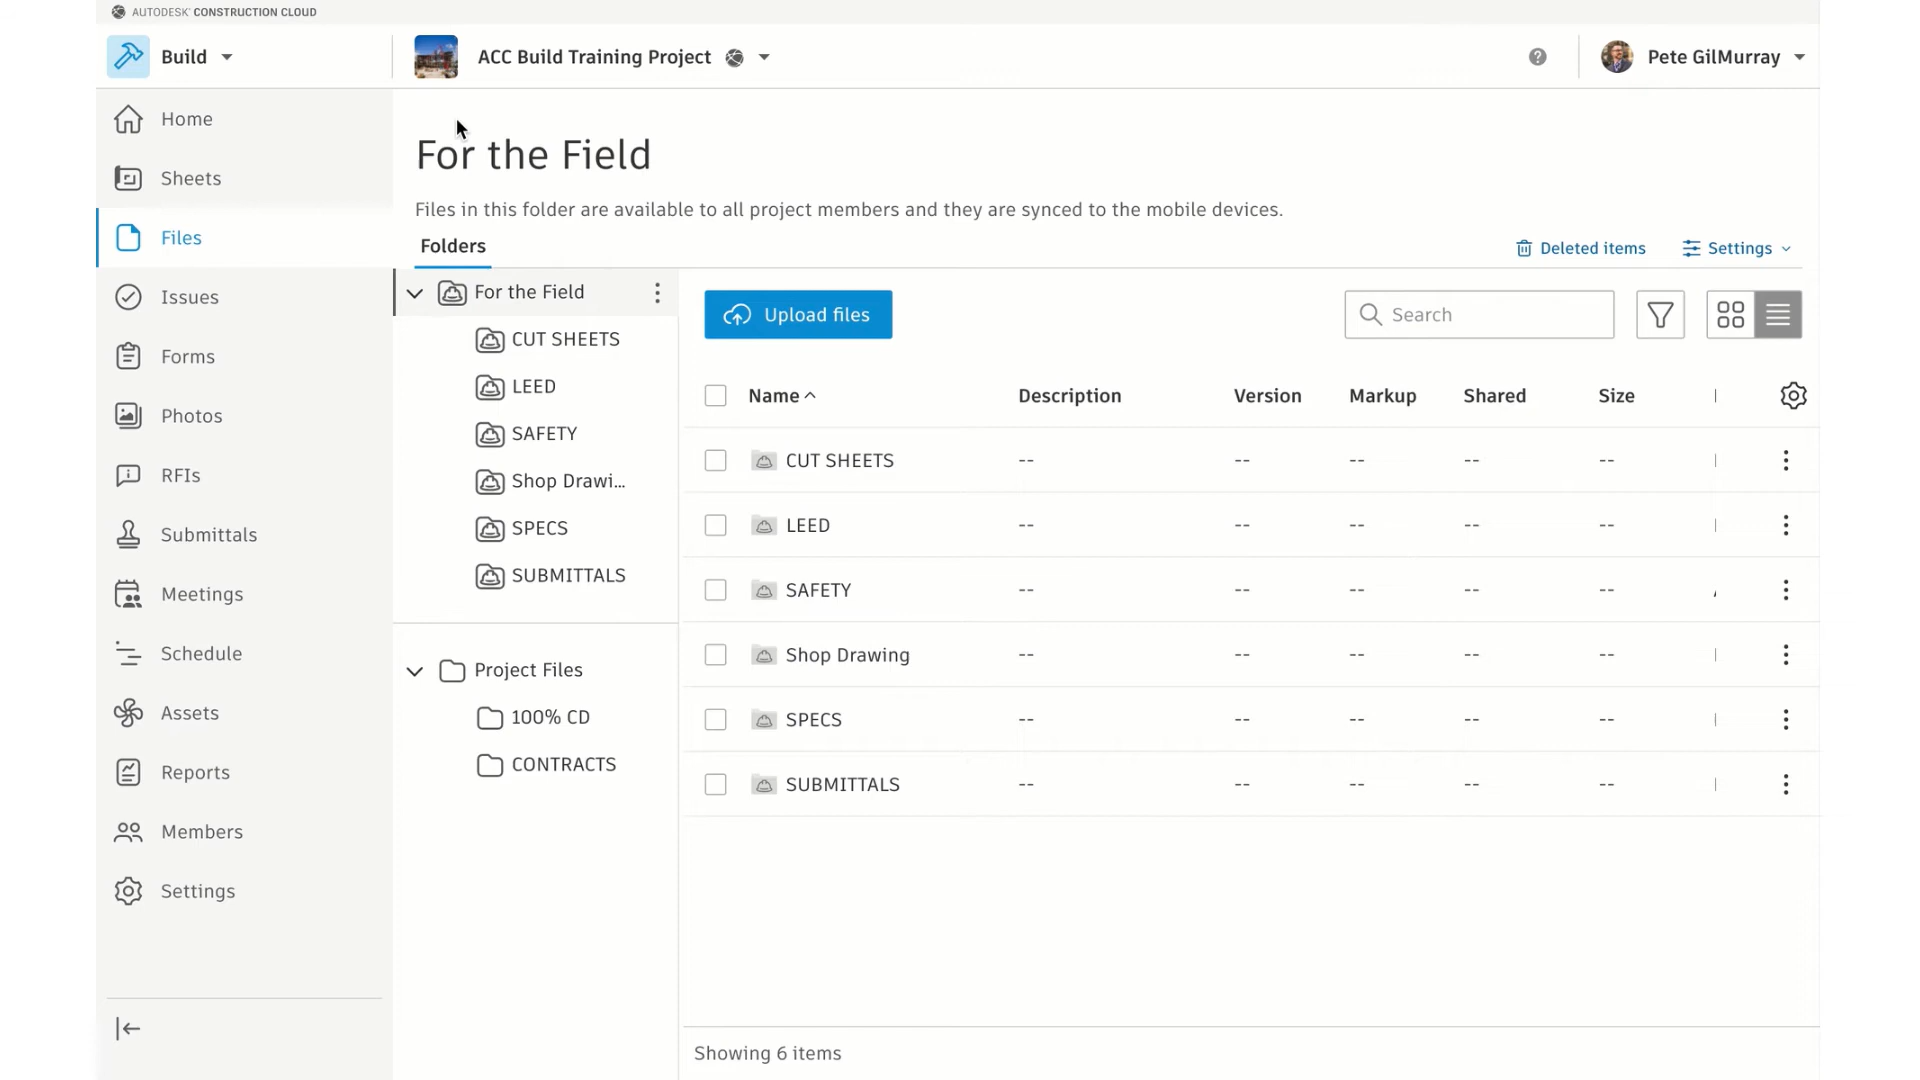 AUTODESK CONSTRUCTION CLOUD
Build
ACC Build Training Project
Pete GilMurray
Home
Sheets
Files
Issues
Forms
Photos
RFIs
Submittals
Meetings
Schedule
Assets
Reports
Members
Settings
For the Field
Files in this folder are available to all project members and they are synced to the mobile devices.
Folders
Deleted items
Settings
For the Field
CUT SHEETS
LEED
SAFETY
Shop Drawi...
SPECS
SUBMITTALS
Project Files
100% CD
CONTRACTS
Upload files
Search
Name Description Version Markup Shared Size
CUT SHEETS -- -- -- -- --
LEED -- -- -- -- --
SAFETY -- -- -- -- --
Shop Drawing -- -- -- -- --
SPECS -- -- -- -- --
SUBMITTALS -- -- -- -- --
Showing 6 items